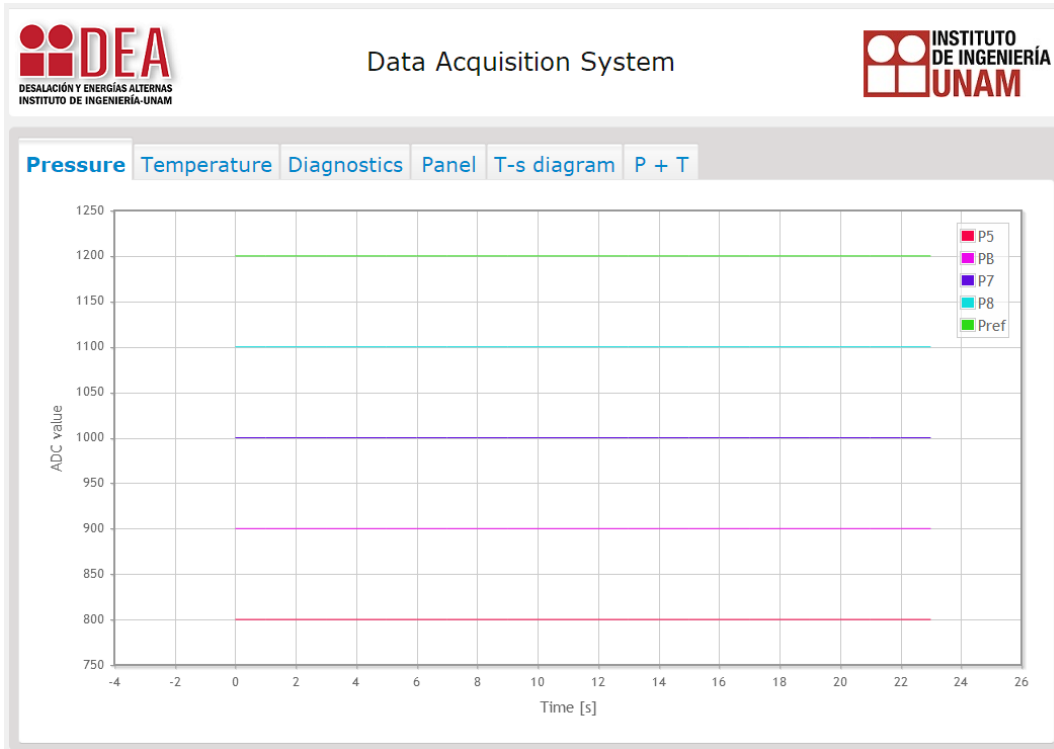 DEA
DESALACIÓN Y ENERGÍAS ALTERNAS
INSTITUTO DE INGENIERÍA-UNAM
Data Acquisition System
INSTITUTO
DE INGENIERÍA
UNAM
Pressure Temperature Diagnostics Panel T-s diagram P + T
1250
1200
1150
1100
1050
1000
950
900
850
800
750
ADC value
P5
PB
P7
P8
Pref
-4 -2 0 2 4 6 8 10 12 14 16 18 20 22 24 26
Time [s]